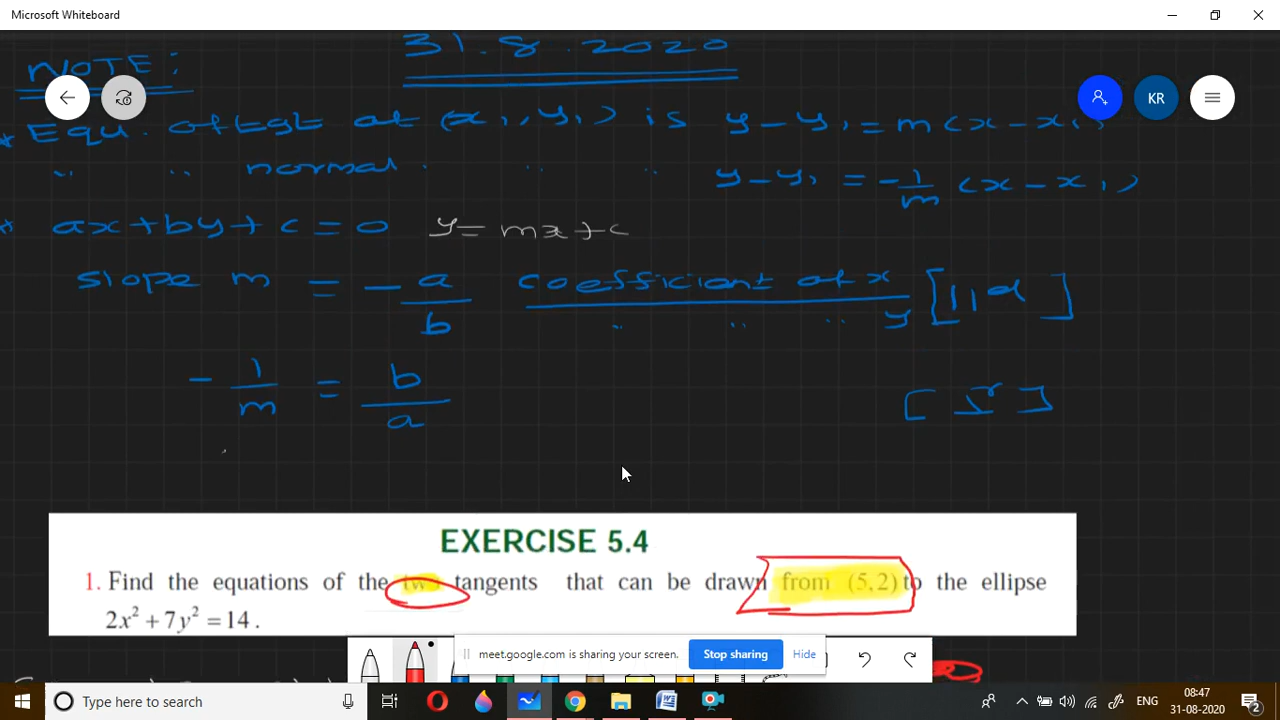 Microsoft Whiteboard
31.8.2020
NOTE:
KR
* Equ. of tgt at (x₁, y₁) is y-y₁ = m(x-x₁)
" " normal " " y-y₁ = -1/m (x-x₁)
* ax+by+c=0 y=mx+c
slope m = -a/b coefficient of x / " " " y [11 ]
-1/m = b/a [ ⊥r ]
EXERCISE 5.4
1. Find the equations of the two tangents that can be drawn from (5,2) to the ellipse
2x² + 7y² = 14.
meet.google.com is sharing your screen. Stop sharing Hide
Type here to search
ENG
08:47
31-08-2020
2